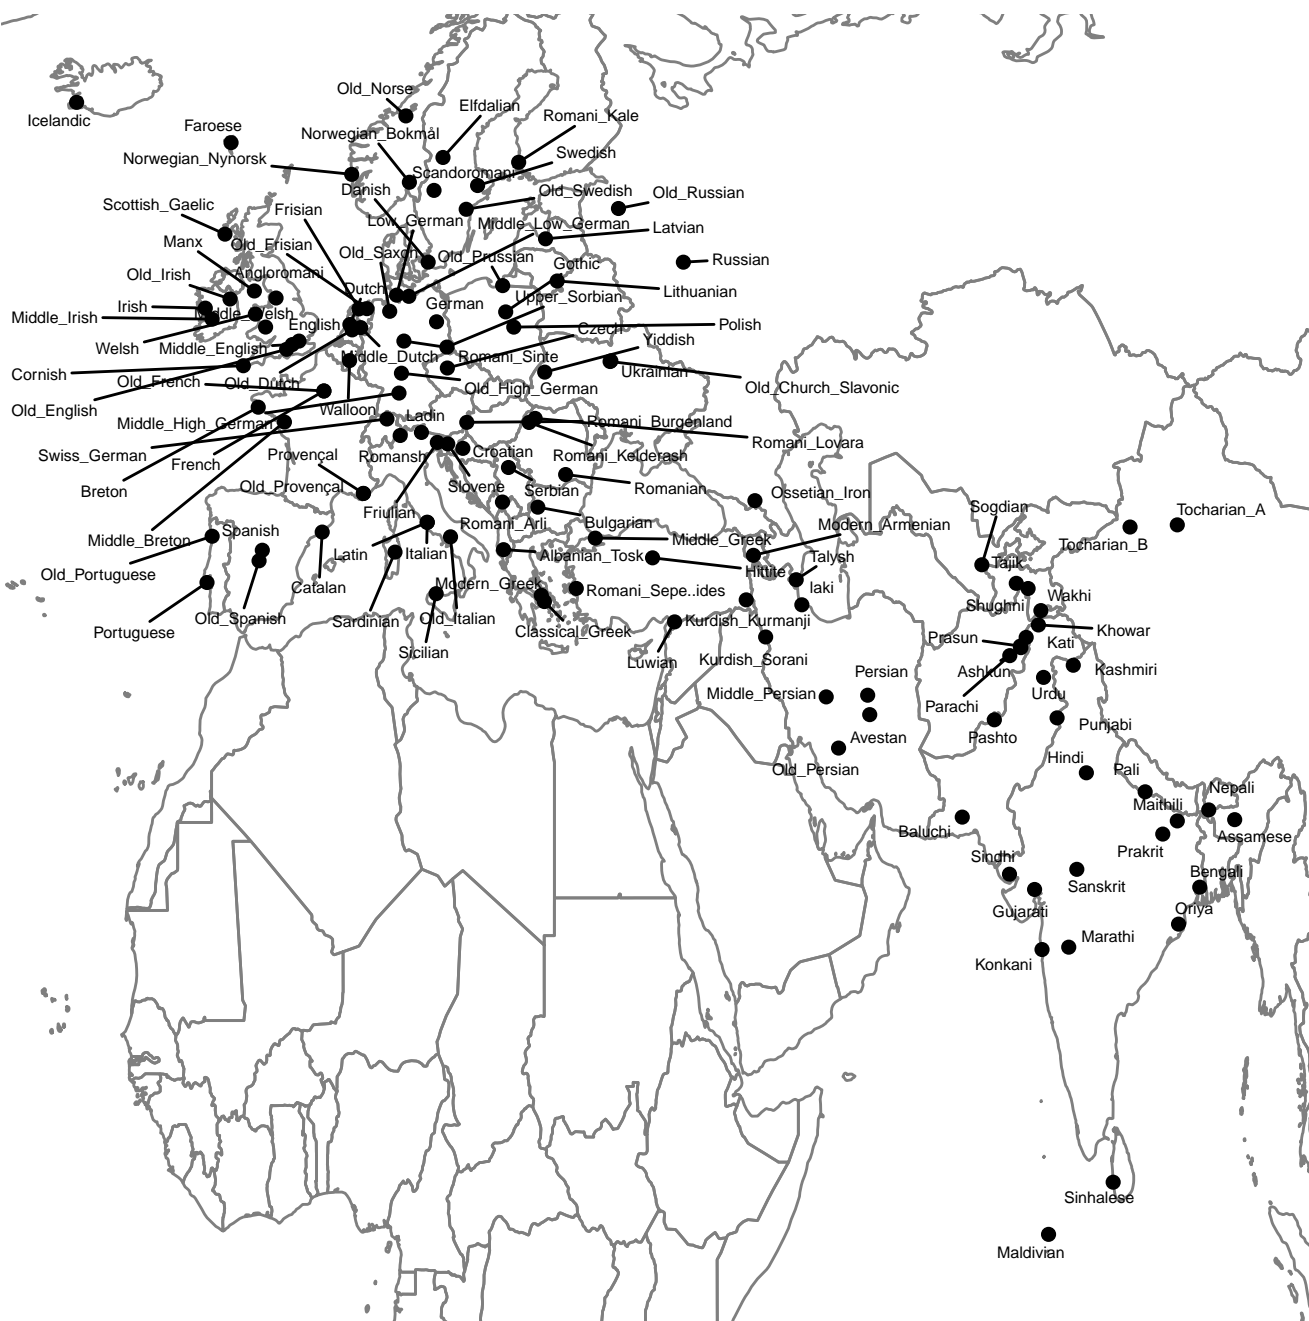 Old_Norse
Elfdalian
Romani_Kale
Icelandic
Faroese
Norwegian_Bokmål
Norwegian_Nynorsk
Swedish
Scandoromani
Danish
Old_Swedish
Old_Russian
Scottish_Gaelic
Frisian
Low_German
Middle_Low_German
Latvian
Manx
Old_Frisian
Old_Saxon
Old_Prussian
Gothic
Russian
Old_Irish
Angloromani
Dutch
German
Upper_Sorbian
Lithuanian
Irish
Middle_Irish
Middle_Welsh
English
Czech
Polish
Welsh
Middle_English
Middle_Dutch
Romani_Sinte
Yiddish
Cornish
Old_French
Old_Dutch
Old_High_German
Ukrainian
Old_Church_Slavonic
Old_English
Walloon
Middle_High_German
Ladin
Romani_Burgenland
Romani_Lovara
Swiss_German
French
Provençal
Romansh
Croatian
Romani_Kelderash
Breton
Old_Provençal
Slovene
Serbian
Romanian
Ossetian_Iron
Sogdian
Tocharian_A
Friulian
Romani_Arli
Bulgarian
Modern_Armenian
Middle_Breton
Spanish
Latin
Italian
Albanian_Tosk
Middle_Greek
Talysh
Tocharian_B
Old_Portuguese
Catalan
Modern_Greek
Romani_Sepe..ides
Hittite
laki
Tajik
Shughni
Wakhi
Portuguese
Old_Spanish
Sardinian
Old_Italian
Classical_Greek
Kurdish_Kurmanji
Khowar
Sicilian
Luwian
Kurdish_Sorani
Prasun
Kati
Ashkun
Kashmiri
Middle_Persian
Persian
Parachi
Urdu
Avestan
Pashto
Punjabi
Old_Persian
Hindi
Pali
Nepali
Maithili
Baluchi
Assamese
Prakrit
Sindhi
Sanskrit
Bengali
Gujarati
Oriya
Marathi
Konkani
Sinhalese
Maldivian